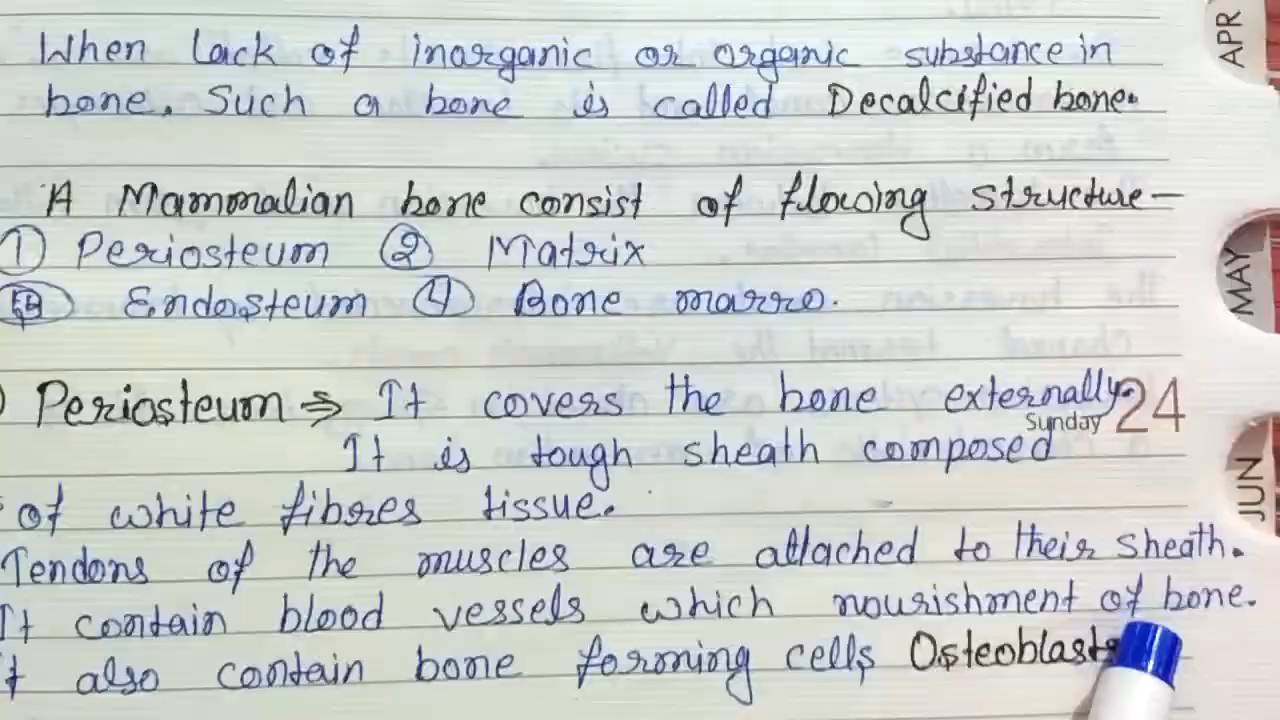 When lack of inorganic or organic substance in
bone. Such a bone is called Decalcified bone.
A Mammalian bone consist of flowing structure—
① Periosteum ② Matrix
③ Endosteum ④ Bone marro.
) Periosteum ⇒ It covers the bone externally.
It is tough sheath composed
of white fibres tissue.
Tendons of the muscles are attached to their sheath.
It contain blood vessels which nourishment of bone.
It also contain bone forming cells Osteoblasts
Sunday 24
APR
MAY
JUN